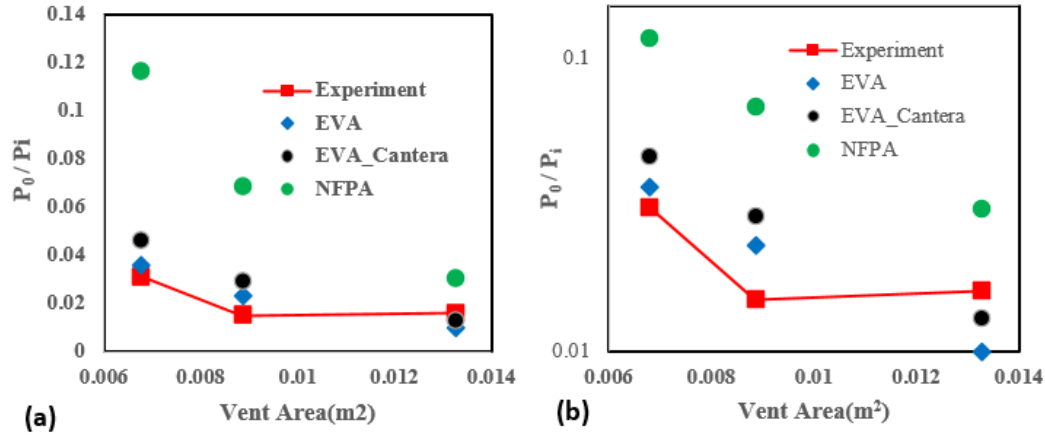 0.14
0.12
0.1
0.08
0.06
0.04
0.02
0
P0 / Pi
Experiment
EVA
EVA_Cantera
NFPA
0.006
0.008
0.01
0.012
0.014
Vent Area(m2)
(a)
0.1
0.01
P0 / Pi
Experiment
EVA
EVA_Cantera
NFPA
0.006
0.008
0.01
0.012
0.014
Vent Area(m²)
(b)